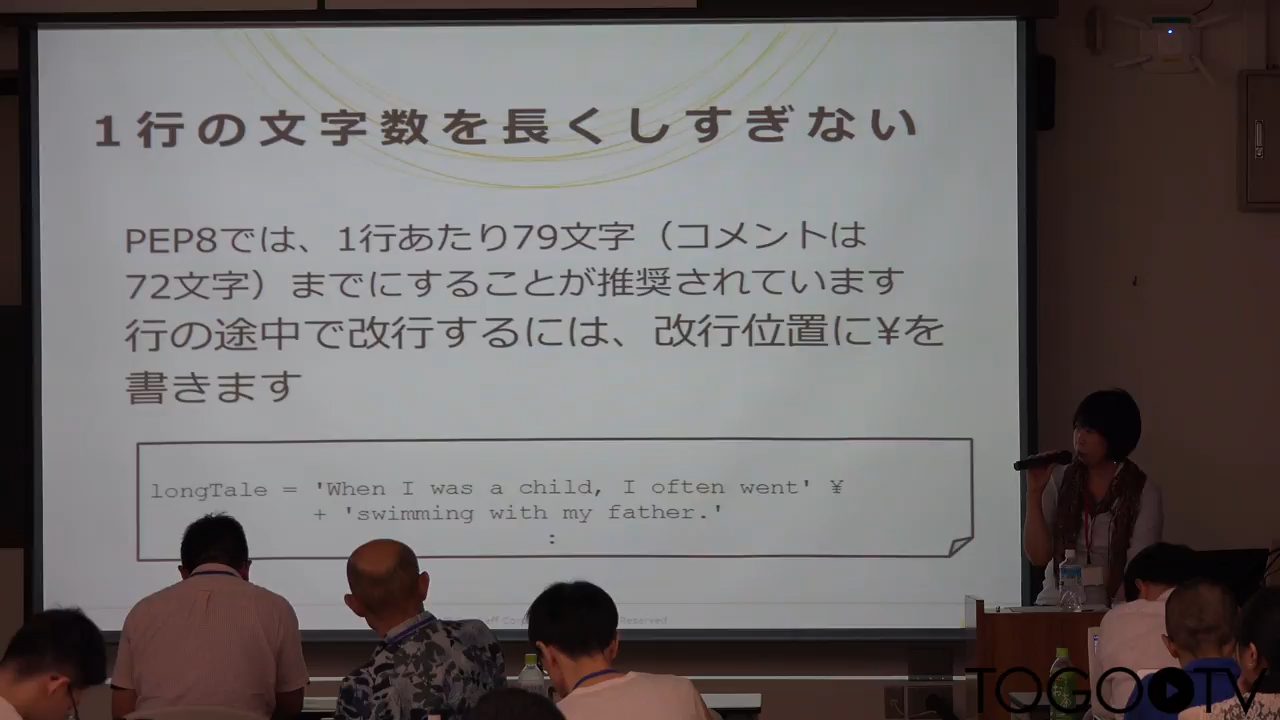 1行の文字数を長くしすぎない
PEP8では、1行あたり79文字（コメントは
72文字）までにすることが推奨されています
行の途中で改行するには、改行位置に¥を
書きます
longTale = 'When I was a child, I often went' ¥
+ 'swimming with my father.'
:
Reserved
TOGOTV